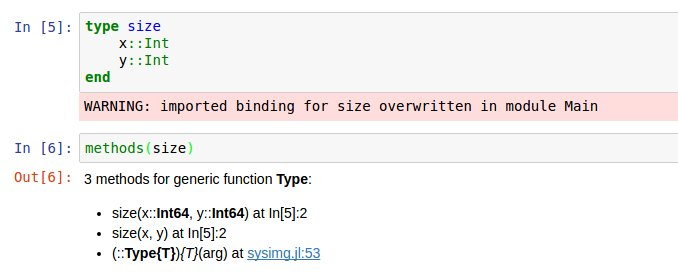 In [5]: type size
x::Int
y::Int
end
WARNING: imported binding for size overwritten in module Main
In [6]: methods(size)
Out[6]: 3 methods for generic function Type:
• size(x::Int64, y::Int64) at In[5]:2
• size(x, y) at In[5]:2
• (::Type{T}){T}(arg) at sysimg.jl:53